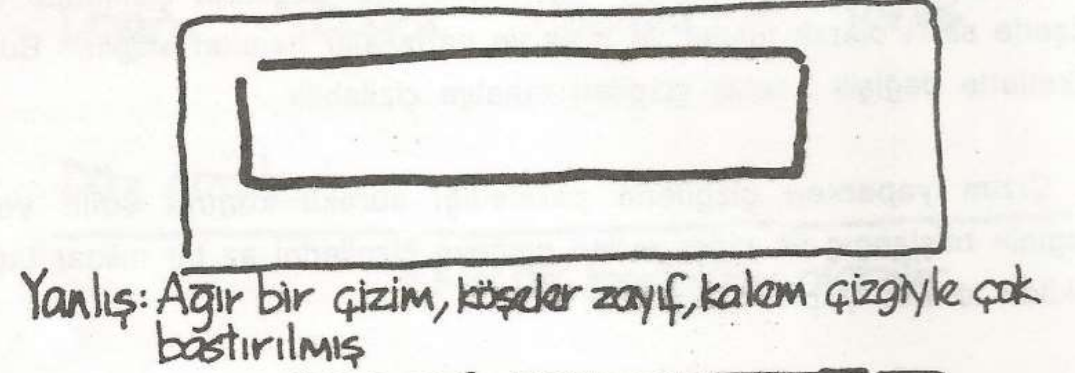 Yanlış: Ağır bir çizim, köşeler zayıf, kalem çizgiyle çok
bastırılmış